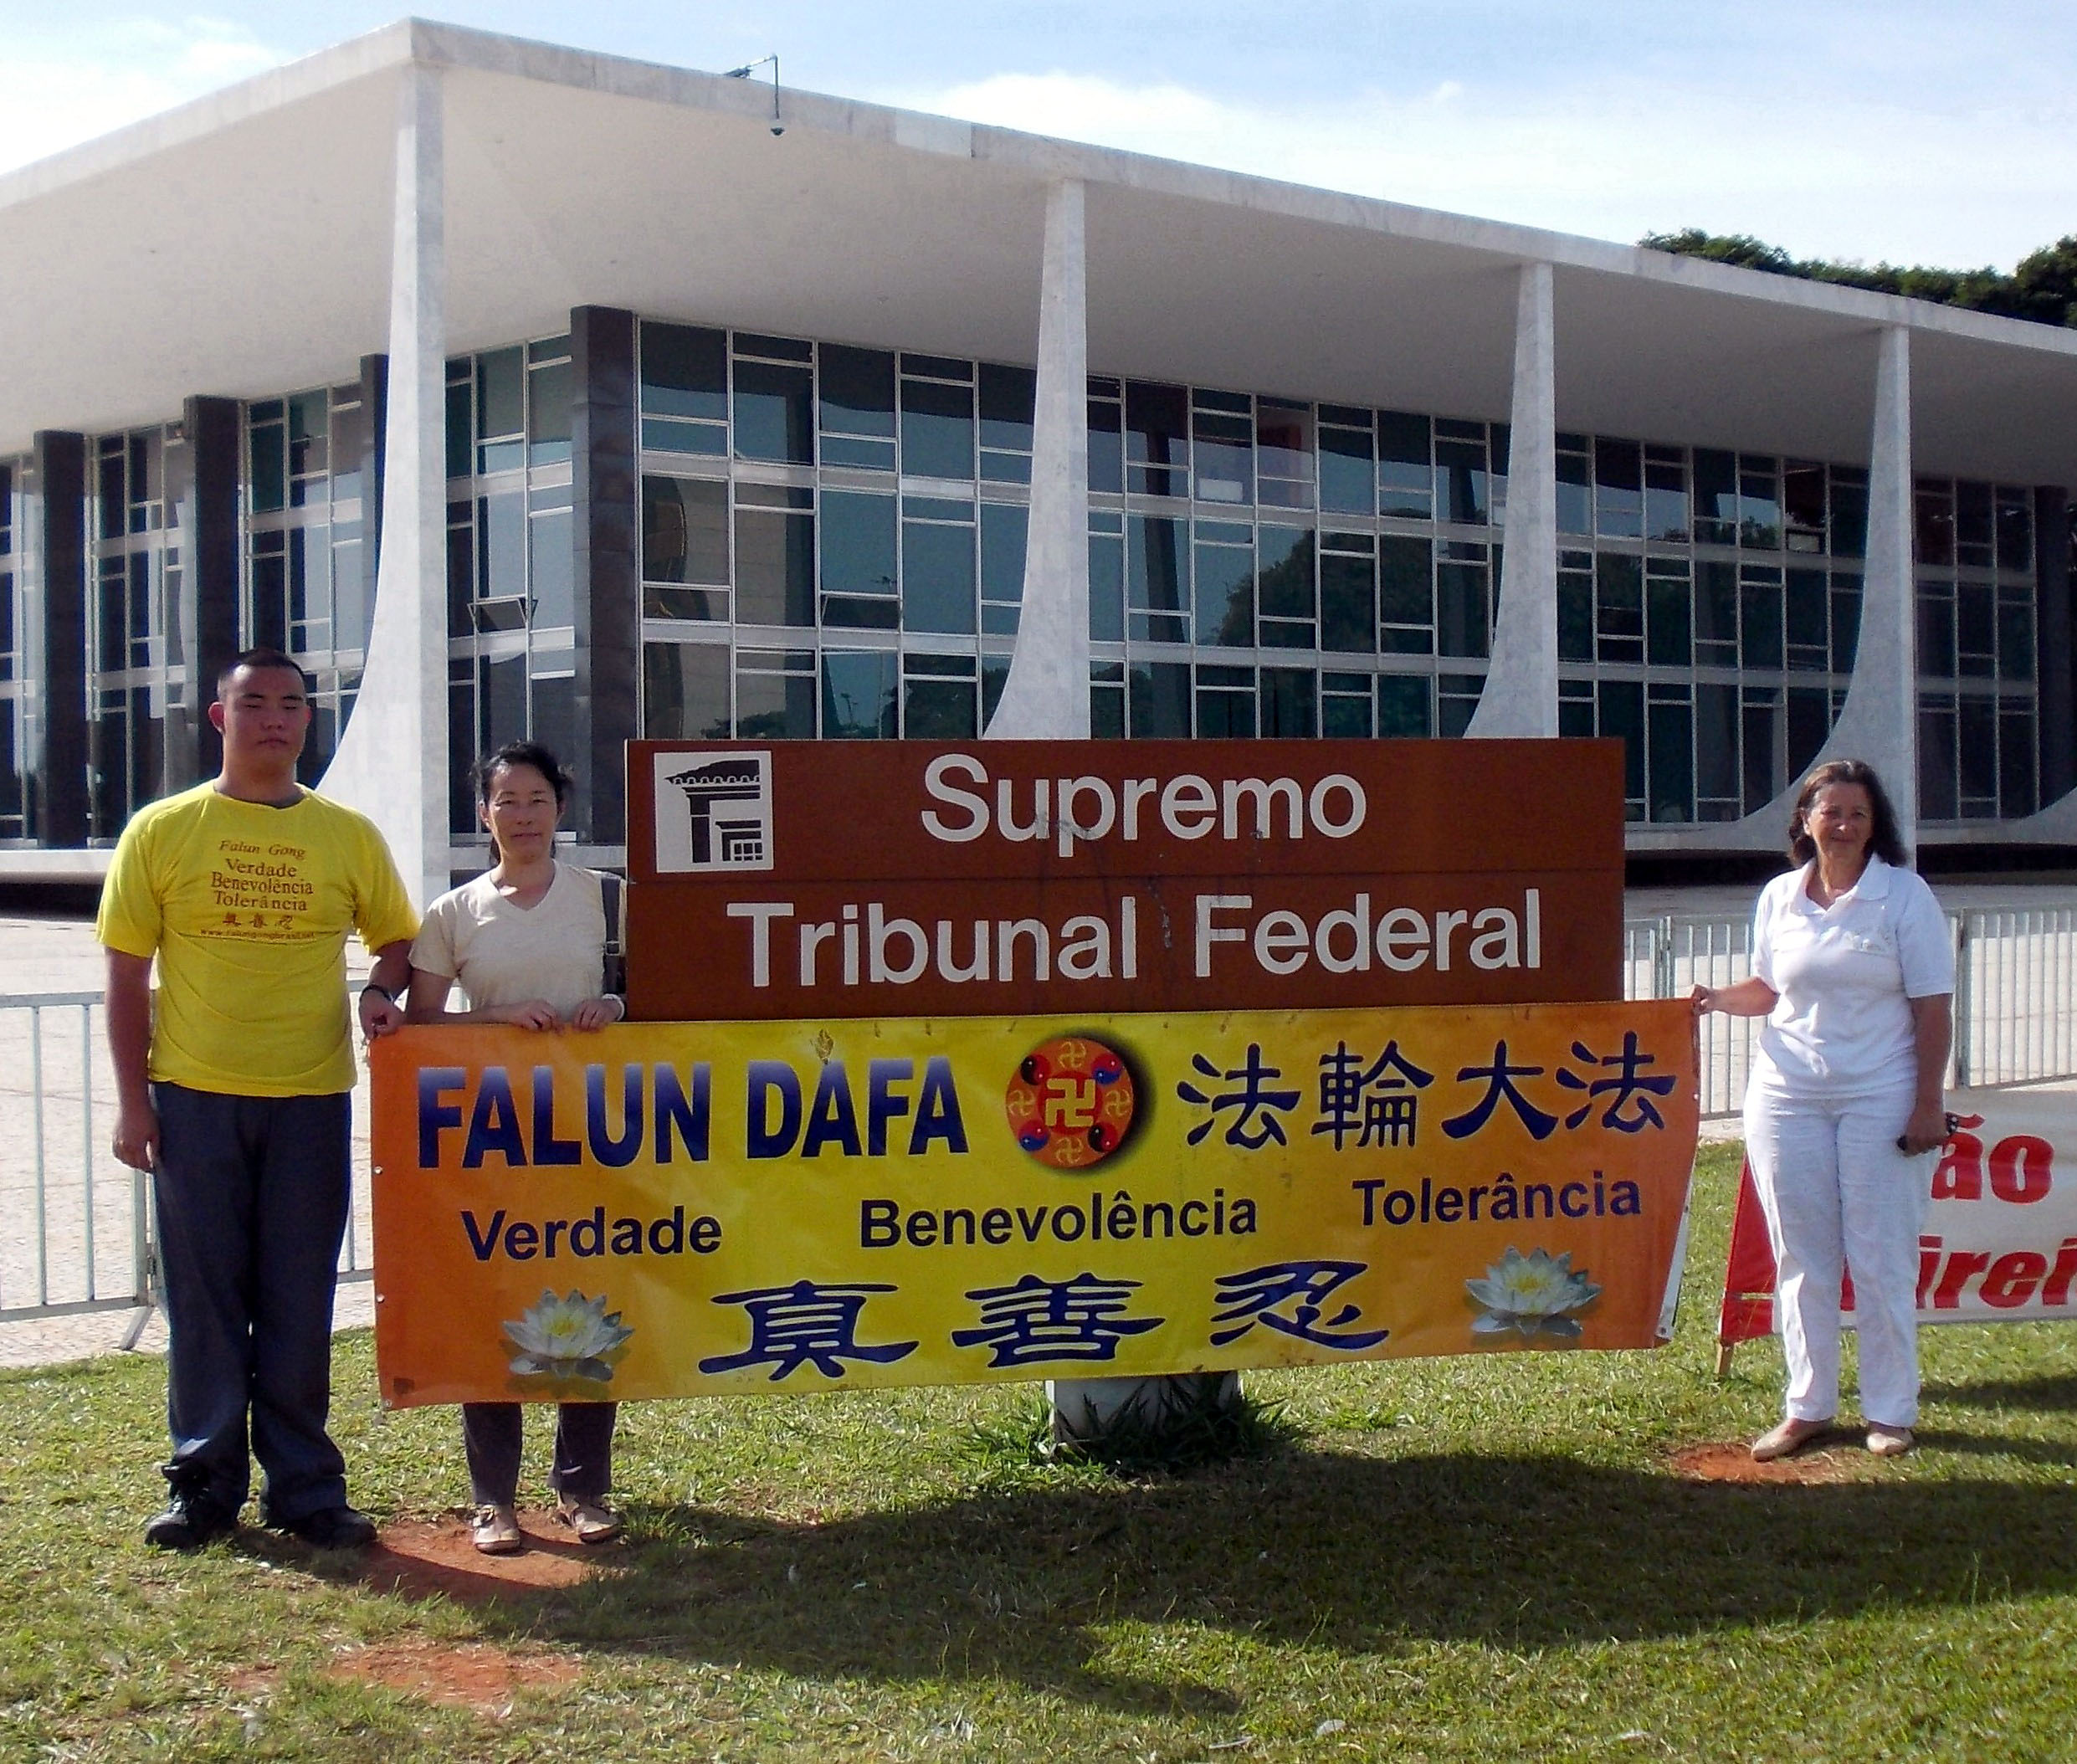 Supremo
Tribunal Federal
Falun Gong
Verdade
Benevolência
Tolerância
真善忍
FALUN DAFA 法輪大法
Verdade Benevolência Tolerância
真善忍